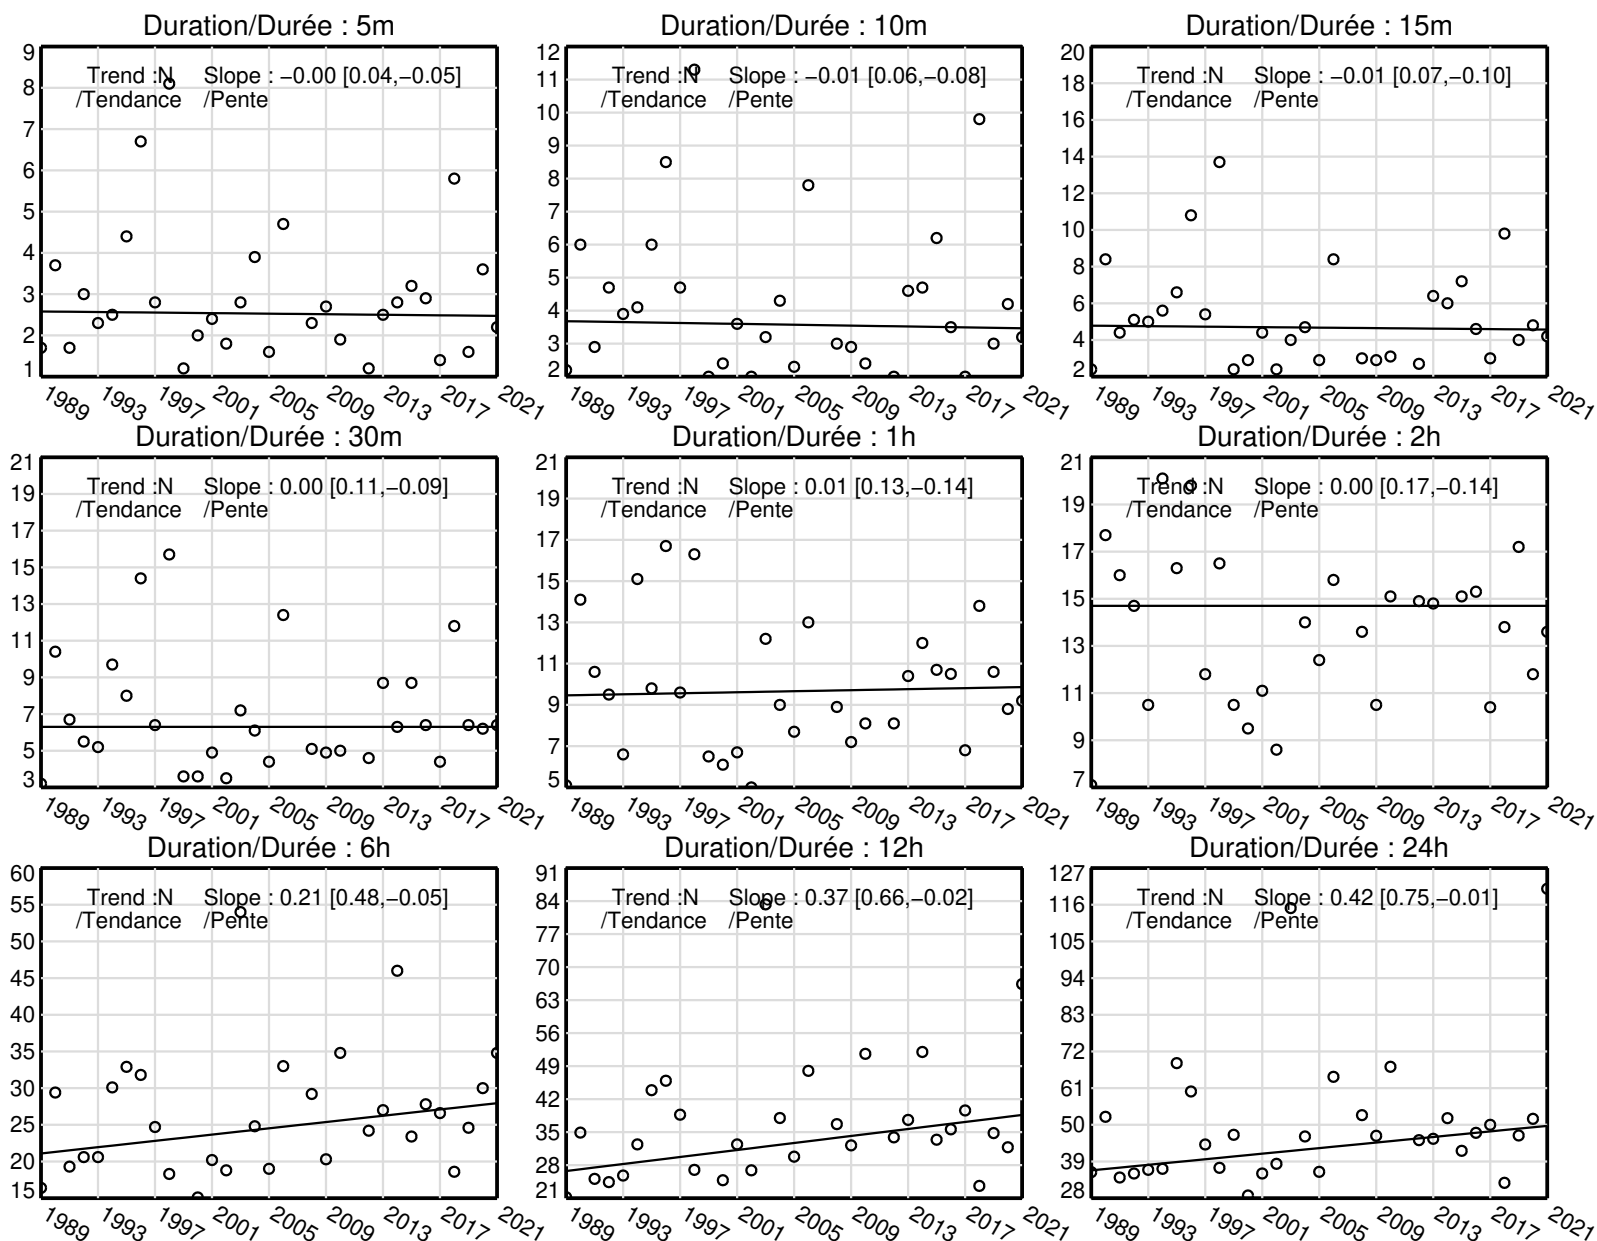 Duration/Durée : 5m
9
8
7
6
5
4
3
2
1
Trend :N Slope : −0.00 [0.04,−0.05]
/Tendance /Pente
1989 1993 1997 2001 2005 2009 2013 2017 2021
Duration/Durée : 10m
12
11
10
9
8
7
6
5
4
3
2
Trend :N Slope : −0.01 [0.06,−0.08]
/Tendance /Pente
1989 1993 1997 2001 2005 2009 2013 2017 2021
Duration/Durée : 15m
20
18
16
14
12
10
8
6
4
2
Trend :N Slope : −0.01 [0.07,−0.10]
/Tendance /Pente
1989 1993 1997 2001 2005 2009 2013 2017 2021
Duration/Durée : 30m
21
19
17
15
13
11
9
7
5
3
Trend :N Slope : 0.00 [0.11,−0.09]
/Tendance /Pente
1989 1993 1997 2001 2005 2009 2013 2017 2021
Duration/Durée : 1h
21
19
17
15
13
11
9
7
5
Trend :N Slope : 0.01 [0.13,−0.14]
/Tendance /Pente
1989 1993 1997 2001 2005 2009 2013 2017 2021
Duration/Durée : 2h
21
19
17
15
13
11
9
7
Trend :N Slope : 0.00 [0.17,−0.14]
/Tendance /Pente
1989 1993 1997 2001 2005 2009 2013 2017 2021
Duration/Durée : 6h
60
55
50
45
40
35
30
25
20
15
Trend :N Slope : 0.21 [0.48,−0.05]
/Tendance /Pente
1989 1993 1997 2001 2005 2009 2013 2017 2021
Duration/Durée : 12h
91
84
77
70
63
56
49
42
35
28
21
Trend :N Slope : 0.37 [0.66,−0.02]
/Tendance /Pente
1989 1993 1997 2001 2005 2009 2013 2017 2021
Duration/Durée : 24h
127
116
105
94
83
72
61
50
39
28
Trend :N Slope : 0.42 [0.75,−0.01]
/Tendance /Pente
1989 1993 1997 2001 2005 2009 2013 2017 2021